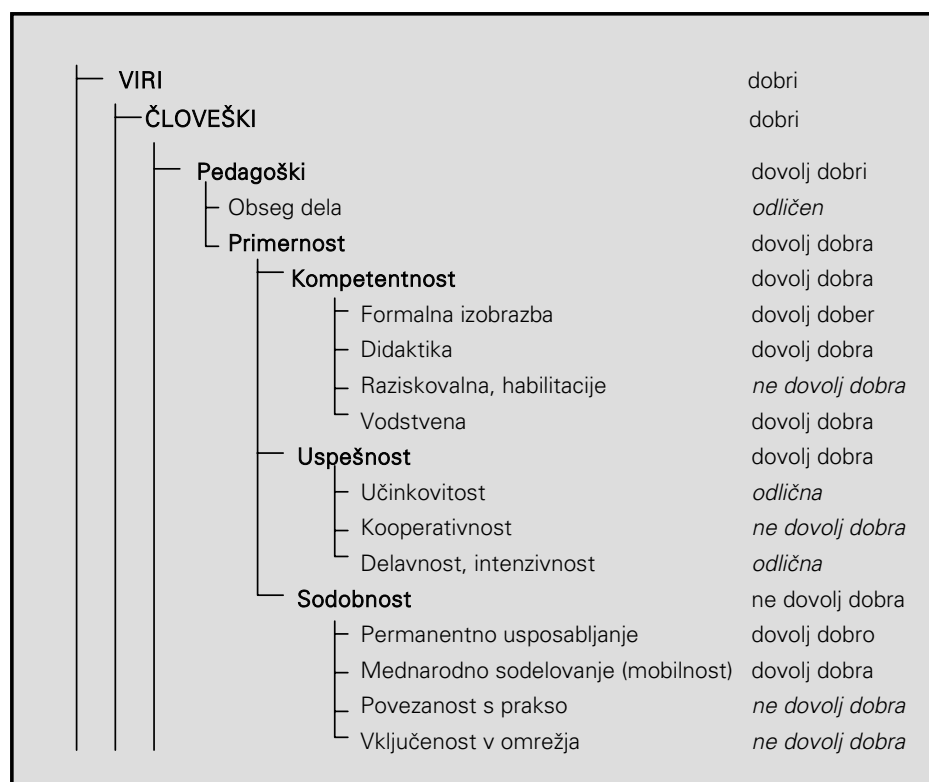 VIRI dobri
ČLOVEŠKI dobri
Pedagoški dovolj dobri
Obseg dela odličen
Primernost dovolj dobra
Kompetentnost dovolj dobra
Formalna izobrazba dovolj dober
Didaktika dovolj dobra
Raziskovalna, habilitacije ne dovolj dobra
Vodstvena dovolj dobra
Uspešnost dovolj dobra
Učinkovitost odlična
Kooperativnost ne dovolj dobra
Delavnost, intenzivnost odlična
Sodobnost ne dovolj dobra
Permanentno usposabljanje dovolj dobro
Mednarodno sodelovanje (mobilnost) dovolj dobra
Povezanost s prakso ne dovolj dobra
Vključenost v omrežja ne dovolj dobra